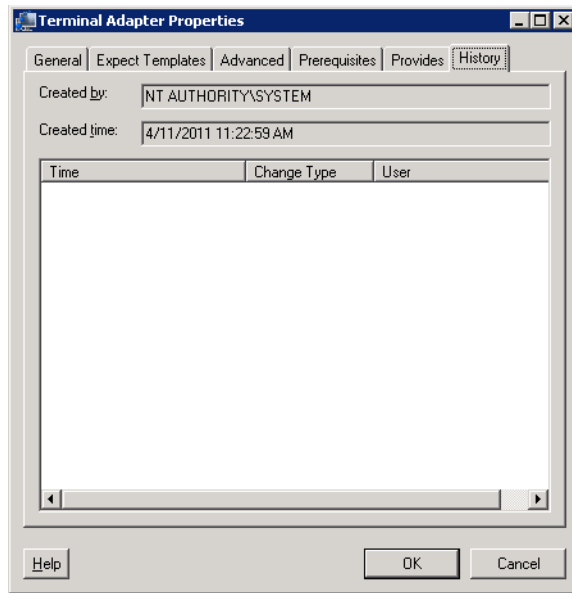 Terminal Adapter Properties
General Expect Templates Advanced Prerequisites Provides History
Created by: NT AUTHORITY\SYSTEM
Created time: 4/11/2011 11:22:59 AM
Time Change Type User
Help OK Cancel